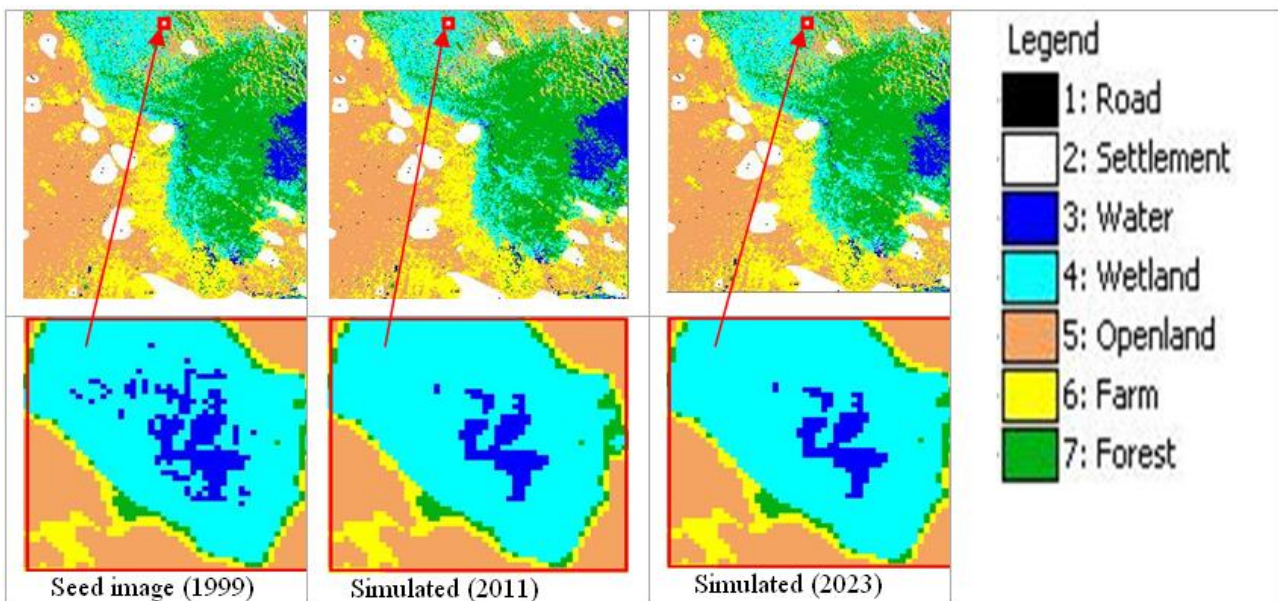 Legend
1: Road
2: Settlement
3: Water
4: Wetland
5: Openland
6: Farm
7: Forest
Seed image (1999)
Simulated (2011)
Simulated (2023)